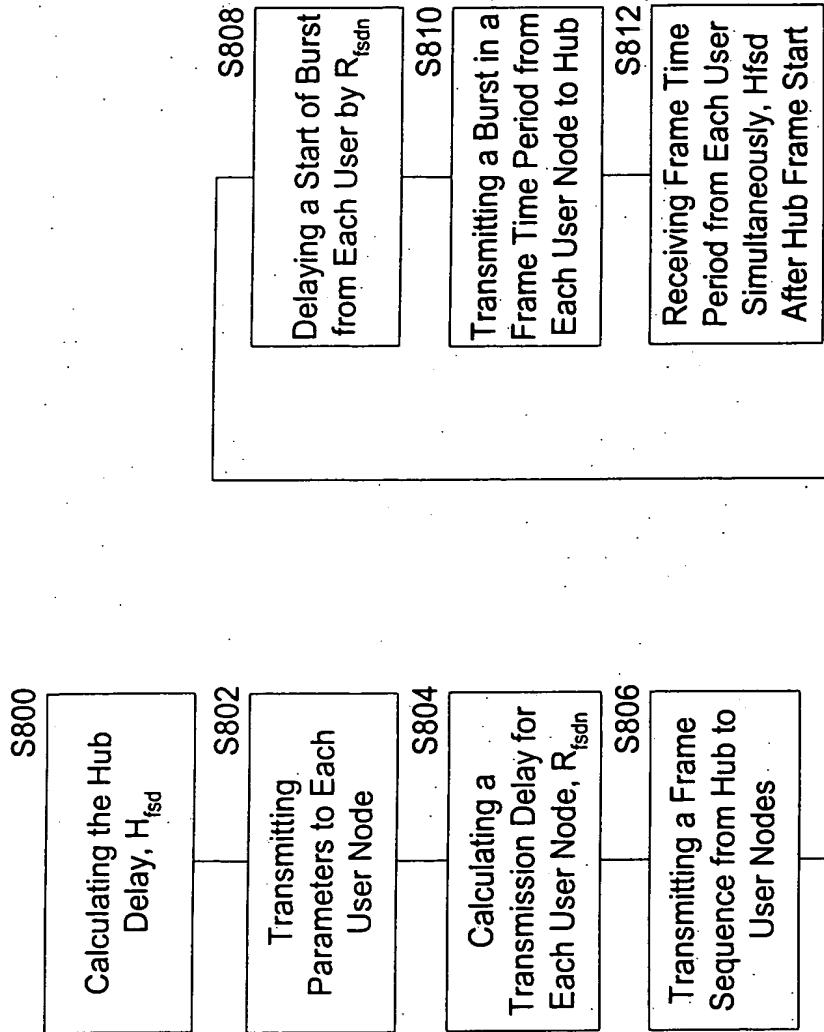 S800
Calculating the Hub
Delay, H_fsd
S802
Transmitting
Parameters to Each
User Node
S804
Calculating a
Transmission Delay for
Each User Node, R_fsdn
S806
Transmitting a Frame
Sequence from Hub to
User Nodes
S808
Delaying a Start of Burst
from Each User by R_fsdn
S810
Transmitting a Burst in a
Frame Time Period from
Each User Node to Hub
S812
Receiving Frame Time
Period from Each User
Simultaneously, Hfsd
After Hub Frame Start